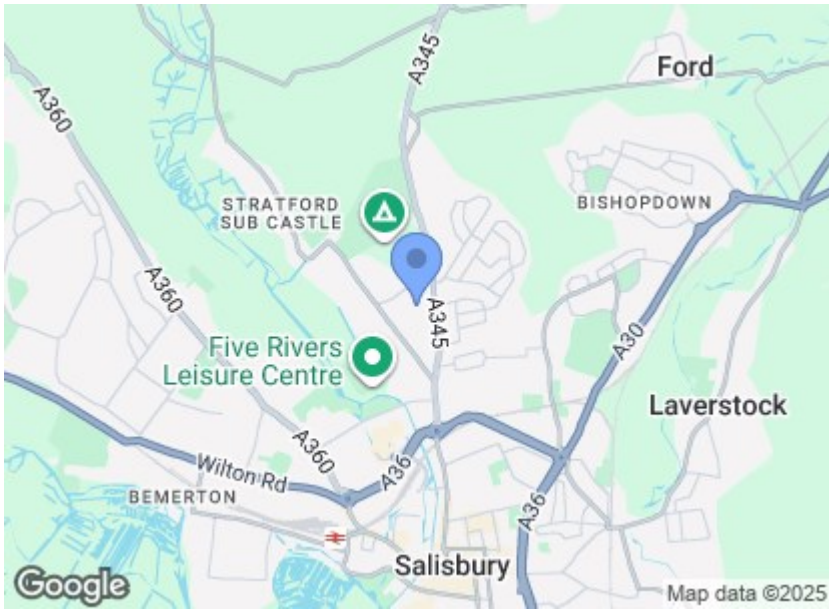 A345
Ford
A360
STRATFORD
SUB CASTLE
BISHOPDOWN
A360
A345
A30
Five Rivers
Leisure Centre
Laverstock
A360
Wilton Rd
A36
BEMERTON
A36
Salisbury
Google
Map data ©2025